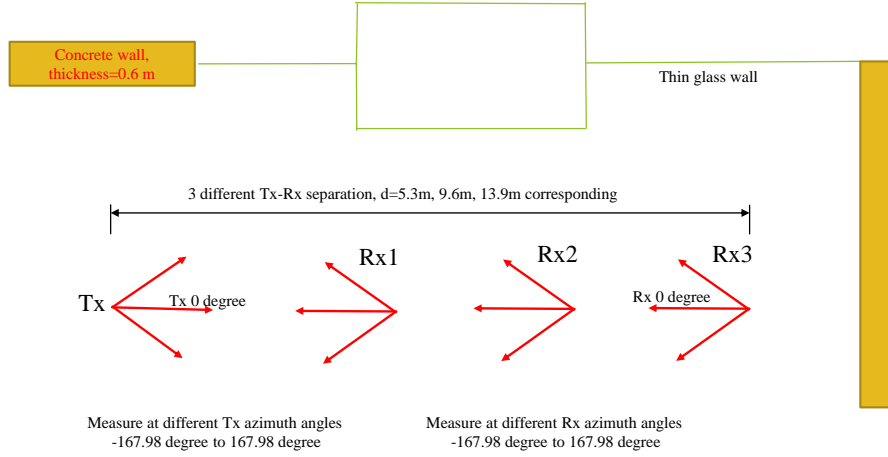 Concrete wall,
thickness=0.6 m
Thin glass wall
3 different Tx-Rx separation, d=5.3m, 9.6m, 13.9m corresponding
Rx1
Rx2
Rx3
Tx
Tx 0 degree
Rx 0 degree
Measure at different Tx azimuth angles
-167.98 degree to 167.98 degree
Measure at different Rx azimuth angles
-167.98 degree to 167.98 degree